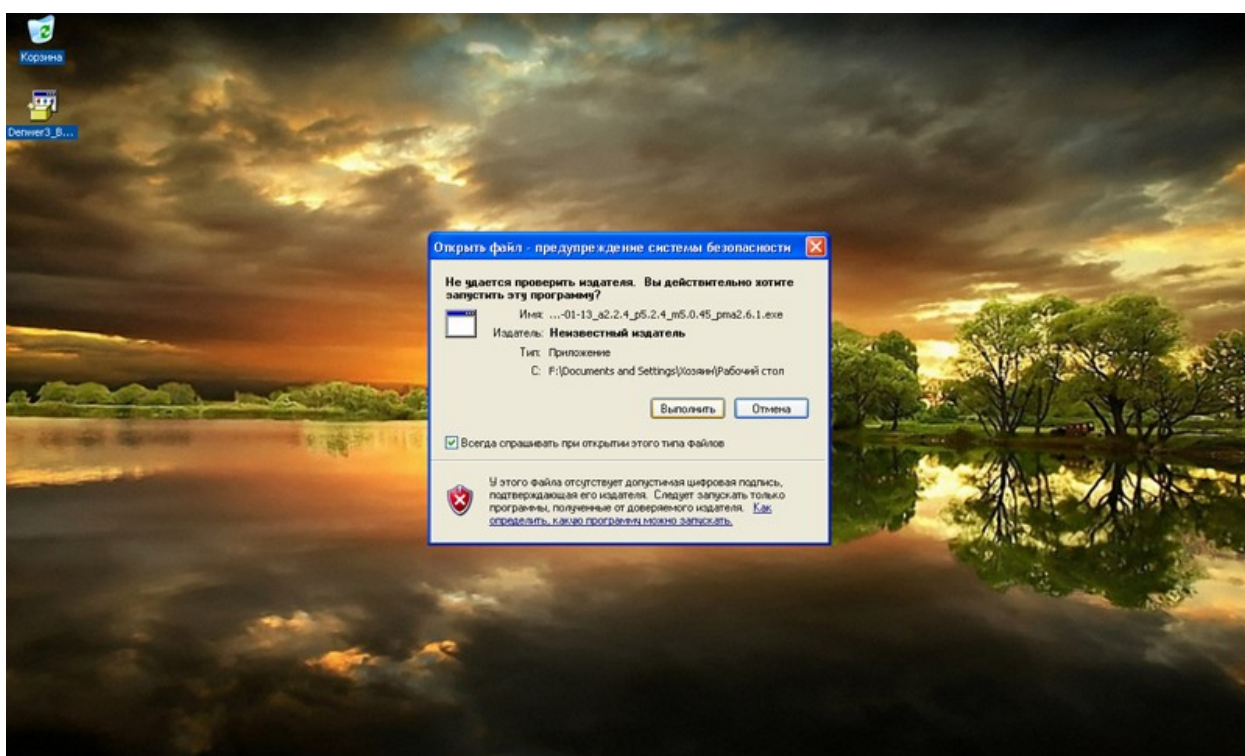 Корзина
Denwer3_B...
Открыть файл - предупреждение системы безопасности
Не удается проверить издателя. Вы действительно хотите
запустить эту программу?
Имя: ...-01-13_a2.2.4_p5.2.4_m5.0.45_pma2.6.1.exe
Издатель: Неизвестный издатель
Тип: Приложение
С: F:\Documents and Settings\Хозяин\Рабочий стол
Выполнить
Отмена
Всегда спрашивать при открытии этого типа файлов
У этого файла отсутствует допустимая цифровая подпись,
подтверждающая его издателя. Следует запускать только
программы, полученные от доверяемого издателя. Как
определить, какую программу можно запускать.